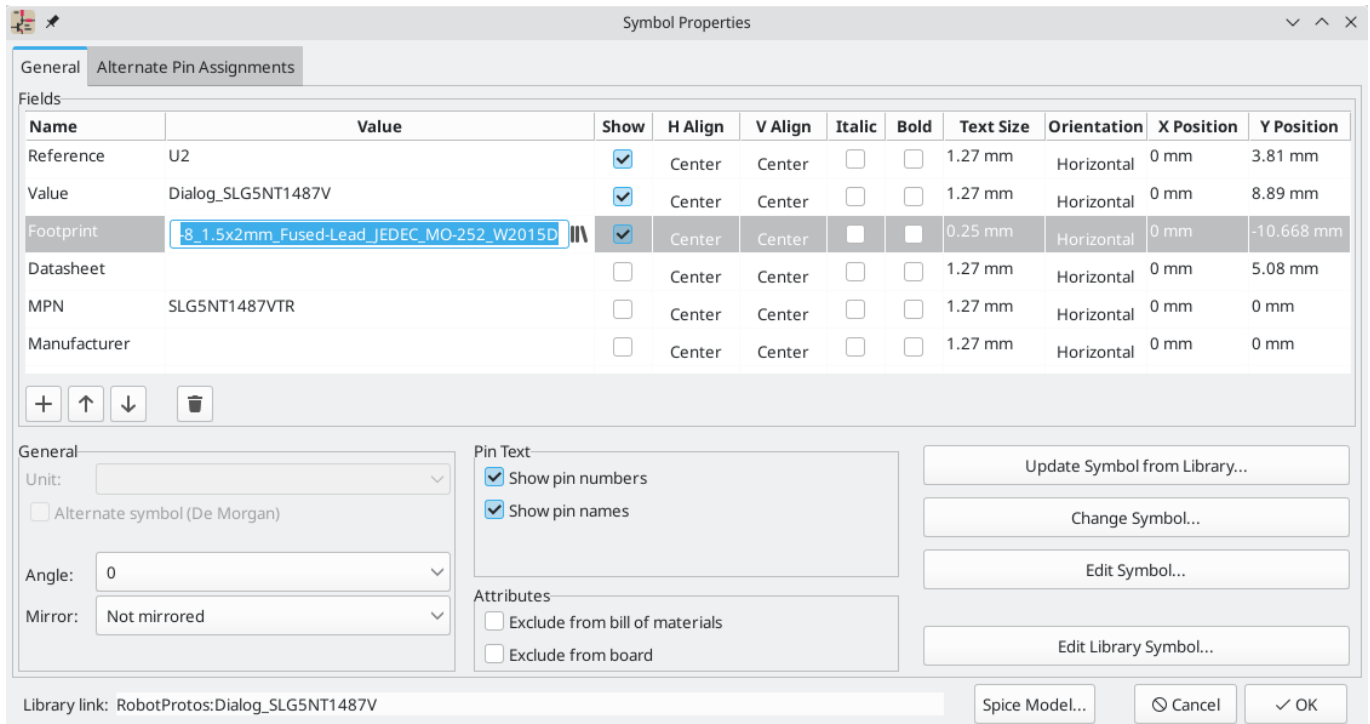 Symbol Properties
General Alternate Pin Assignments
Fields
Name Value Show H Align V Align Italic Bold Text Size Orientation X Position Y Position
Reference U2 Center Center 1.27 mm Horizontal 0 mm 3.81 mm
Value Dialog_SLG5NT1487V Center Center 1.27 mm Horizontal 0 mm 8.89 mm
Footprint -8_1.5x2mm_Fused-Lead_JEDEC_MO-252_W2015D Center Center 0.25 mm Horizontal 0 mm -10.668 mm
Datasheet Center Center 1.27 mm Horizontal 0 mm 5.08 mm
MPN SLG5NT1487VTR Center Center 1.27 mm Horizontal 0 mm 0 mm
Manufacturer Center Center 1.27 mm Horizontal 0 mm 0 mm
General Pin Text
Unit: Show pin numbers Update Symbol from Library...
Alternate symbol (De Morgan) Show pin names Change Symbol...
Angle: 0 Edit Symbol...
Mirror: Not mirrored Attributes
Exclude from bill of materials
Exclude from board Edit Library Symbol...
Library link: RobotProtos:Dialog_SLG5NT1487V Spice Model... Cancel OK